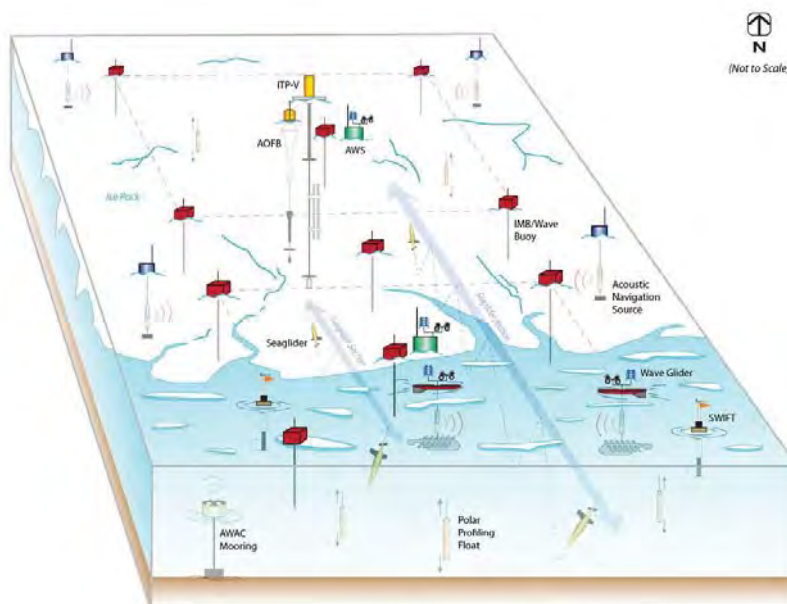 N
(Not to Scale)
ITP-V
AOFB
AWS
Ice Pack
IMB/Wave
Buoy
Acoustic
Navigation
Source
Seaglider
Wave Glider
SWIFT
AWAC
Mooring
Polar
Profiling
Float